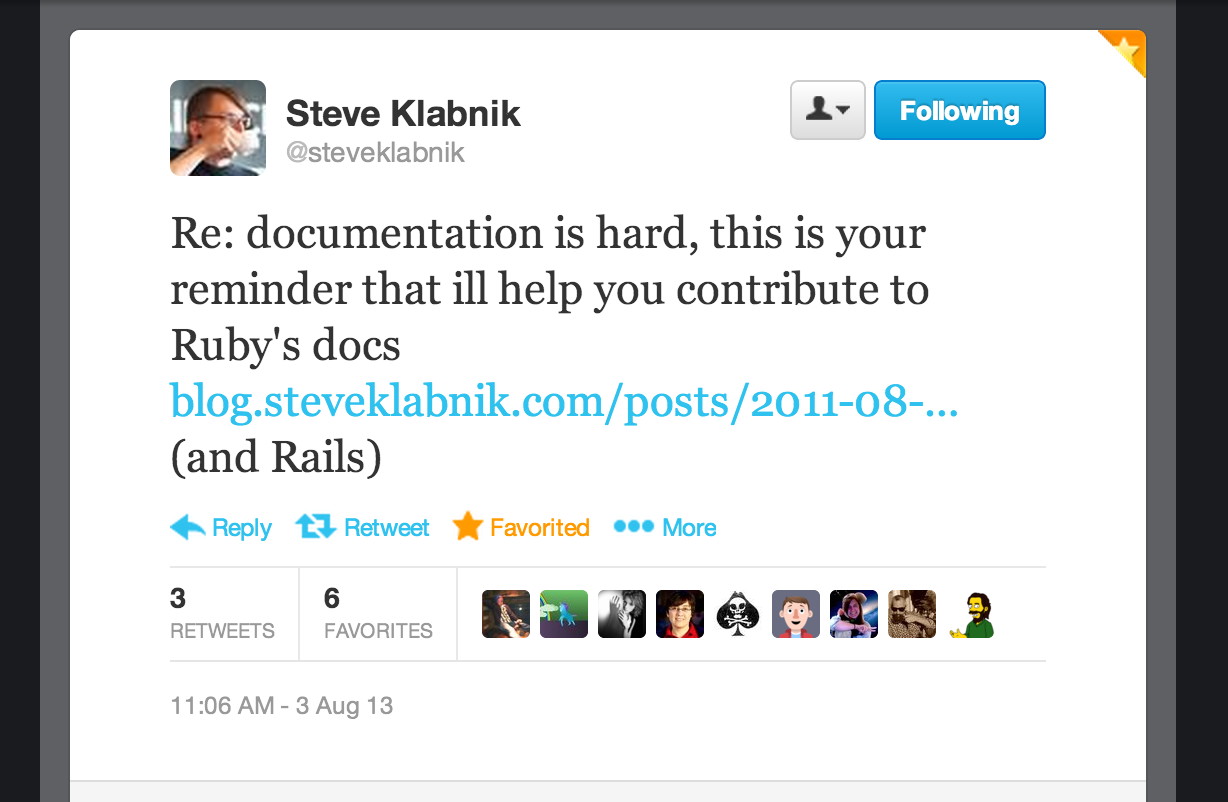 Steve Klabnik
@steveklabnik
Following
Re: documentation is hard, this is your
reminder that ill help you contribute to
Ruby's docs
blog.steveklabnik.com/posts/2011-08-...
(and Rails)
Reply Retweet Favorited More
3 RETWEETS 6 FAVORITES
11:06 AM - 3 Aug 13